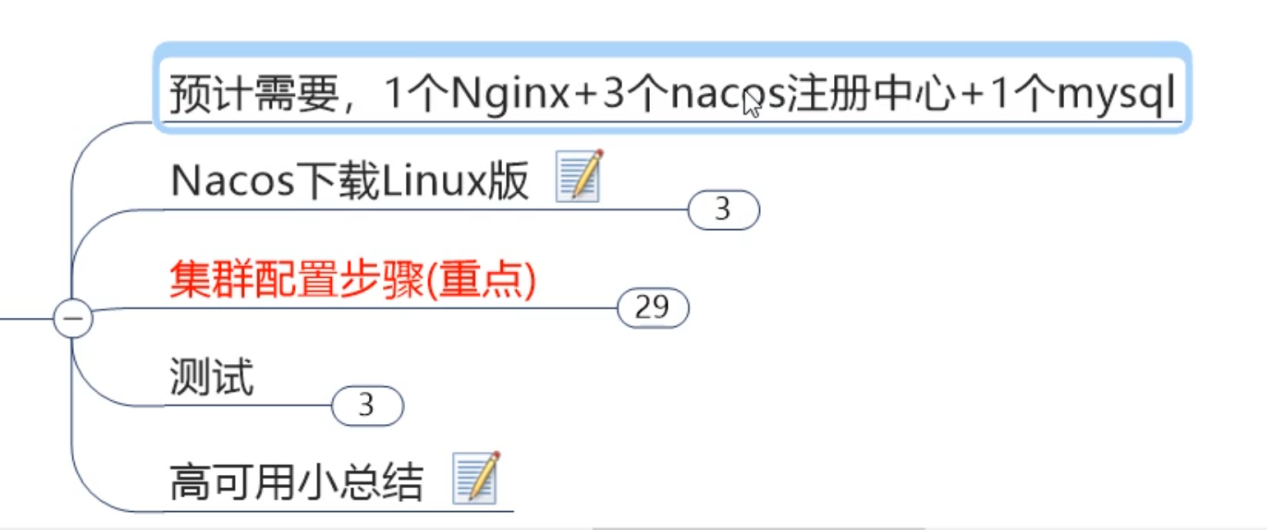 预计需要，1个Nginx+3个nacos注册中心+1个mysql
Nacos下载Linux版
3
集群配置步骤(重点)
29
测试
3
高可用小总结